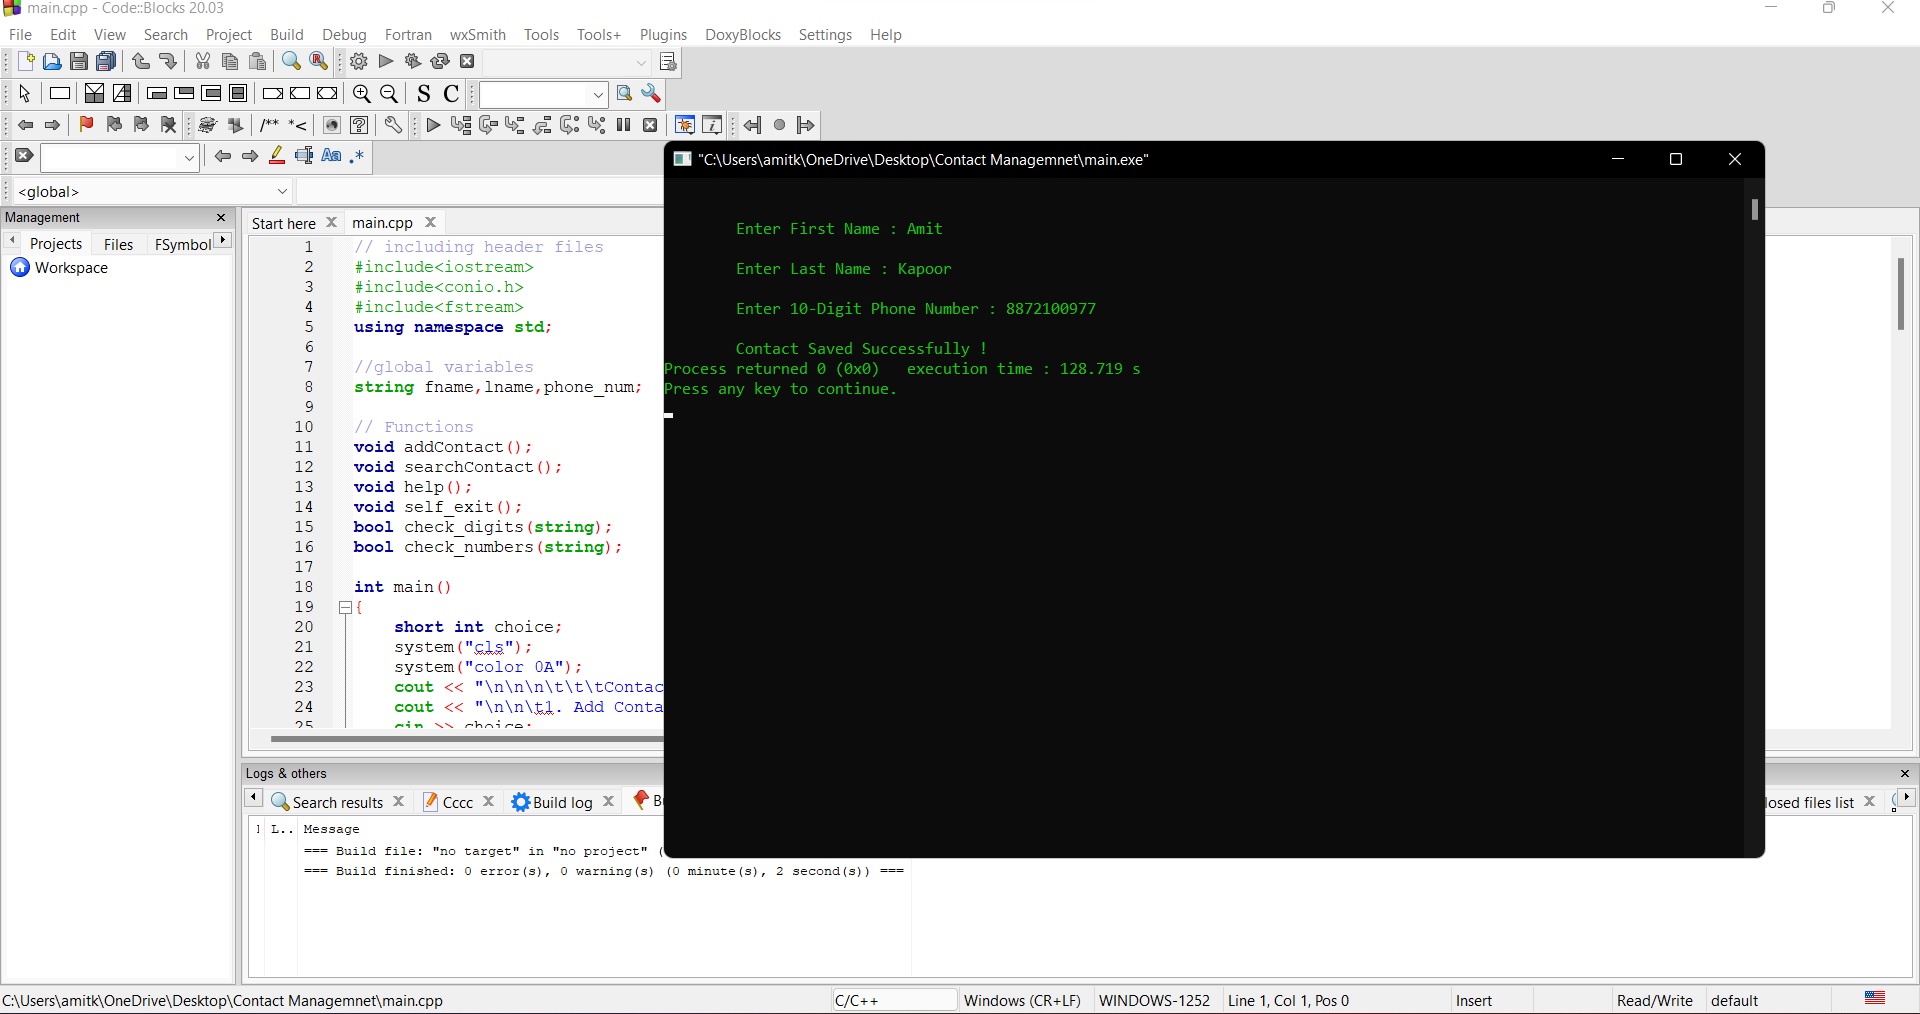 main.cpp - Code::Blocks 20.03
File Edit View Search Project Build Debug Fortran wxSmith Tools Tools+ Plugins DoxyBlocks Settings Help
S C
/** *<
Aa .*
<global>
Management
Projects Files FSymbol
Workspace
Start here main.cpp
1 // including header files
2 #include<iostream>
3 #include<conio.h>
4 #include<fstream>
5 using namespace std;
6
7 //global variables
8 string fname,lname,phone_num;
9
10 // Functions
11 void addContact();
12 void searchContact();
13 void help();
14 void self_exit();
15 bool check_digits(string);
16 bool check_numbers(string);
17
18 int main()
19 {
20 short int choice;
21 system("cls");
22 system("color 0A");
23 cout << "\n\n\n\t\t\tContac
24 cout << "\n\n\t1. Add Conta
25 cin >> choice;
"C:\Users\amitk\OneDrive\Desktop\Contact Managemnet\main.exe"
Enter First Name : Amit
Enter Last Name : Kapoor
Enter 10-Digit Phone Number : 8872100977
Contact Saved Successfully !
Process returned 0 (0x0) execution time : 128.719 s
Press any key to continue.
Logs & others
Search results Cccc Build log Bu losed files list
L.. Message
=== Build file: "no target" in "no project" (
=== Build finished: 0 error(s), 0 warning(s) (0 minute(s), 2 second(s)) ===
C:\Users\amitk\OneDrive\Desktop\Contact Managemnet\main.cpp C/C++ Windows (CR+LF) WINDOWS-1252 Line 1, Col 1, Pos 0 Insert Read/Write default